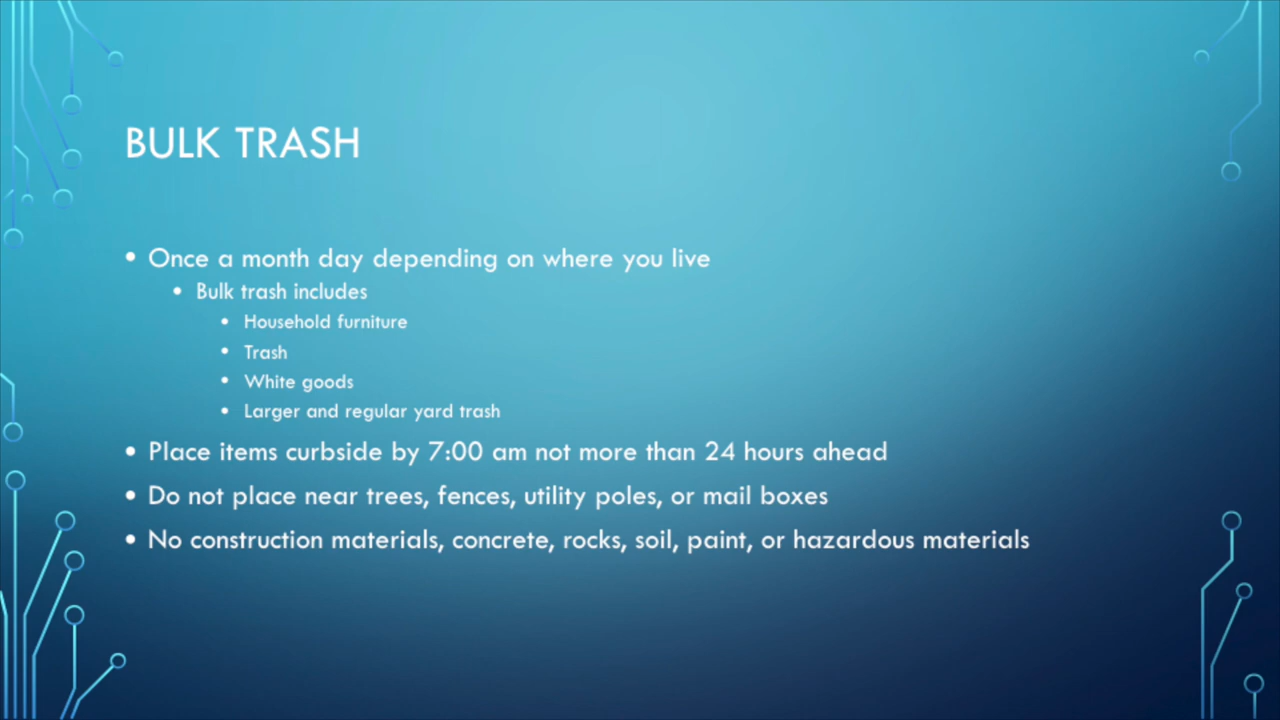 BULK TRASH
• Once a month day depending on where you live
• Bulk trash includes
• Household furniture
• Trash
• White goods
• Larger and regular yard trash
• Place items curbside by 7:00 am not more than 24 hours ahead
• Do not place near trees, fences, utility poles, or mail boxes
• No construction materials, concrete, rocks, soil, paint, or hazardous materials